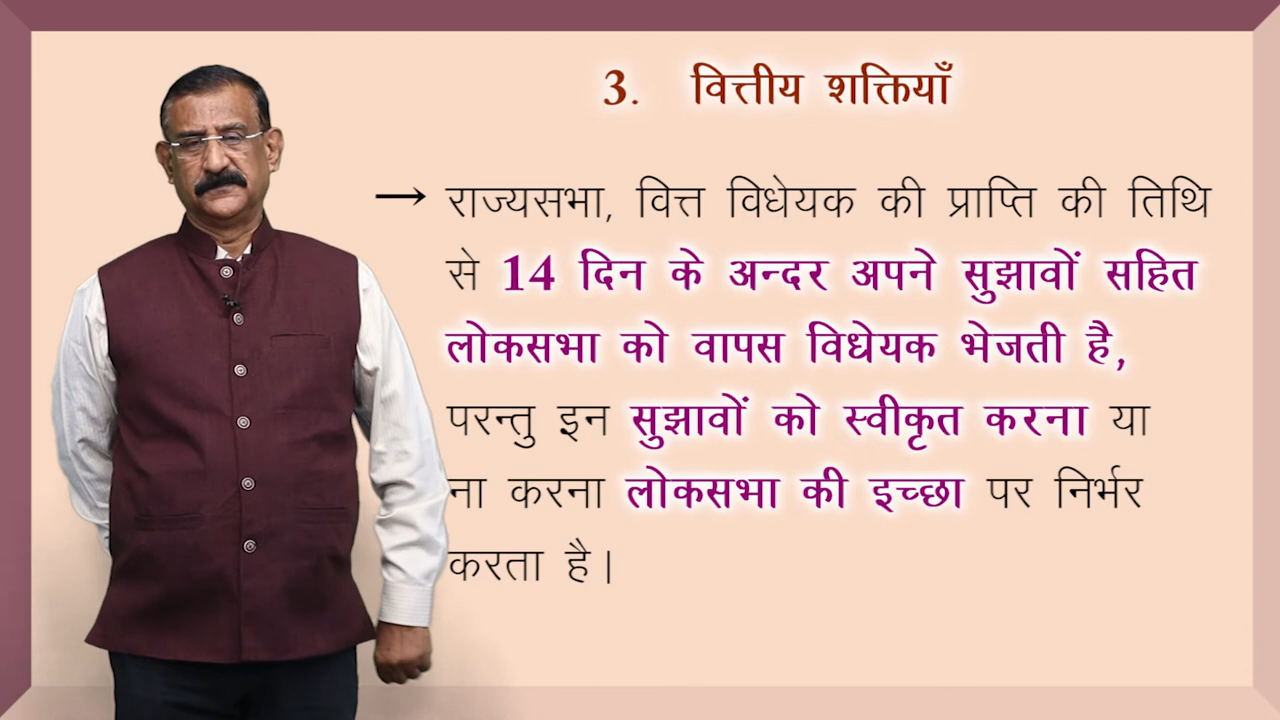 3. वित्तीय शक्तियाँ
→ राज्यसभा, वित्त विधेयक की प्राप्ति की तिथि
से 14 दिन के अन्दर अपने सुझावों सहित
लोकसभा को वापस विधेयक भेजती है,
परन्तु इन सुझावों को स्वीकृत करना या
ना करना लोकसभा की इच्छा पर निर्भर
करता है।